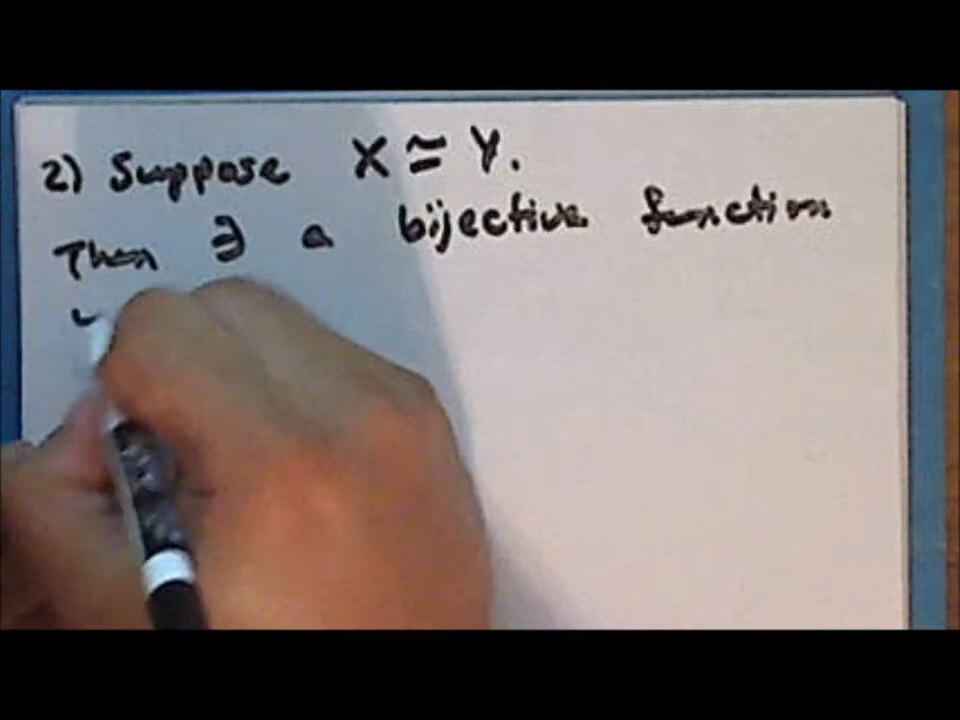 2) Suppose X ≅ Y.
Then ∃ a bijective function